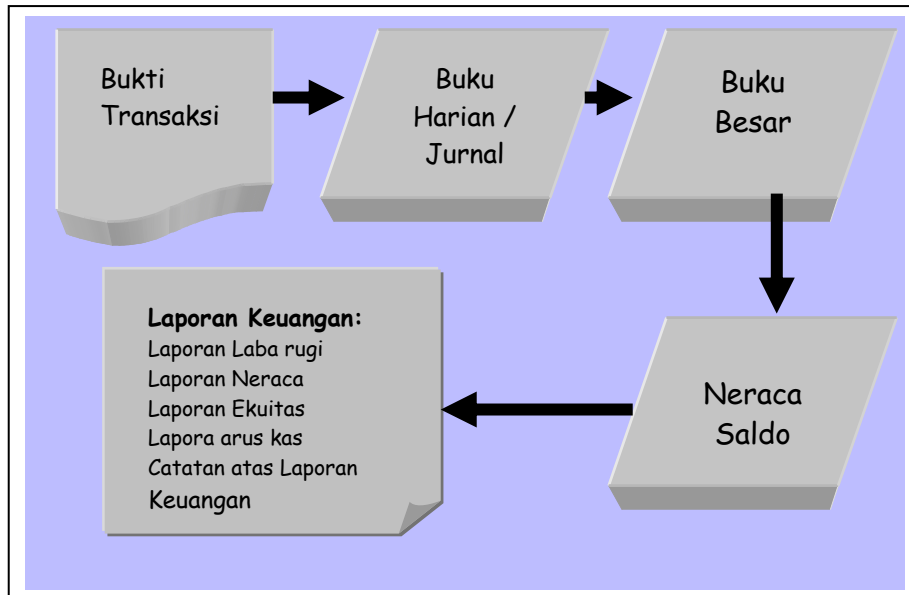 Bukti
Transaksi
Buku
Harian /
Jurnal
Buku
Besar
Neraca
Saldo
Laporan Keuangan:
Laporan Laba rugi
Laporan Neraca
Laporan Ekuitas
Lapora arus kas
Catatan atas Laporan
Keuangan